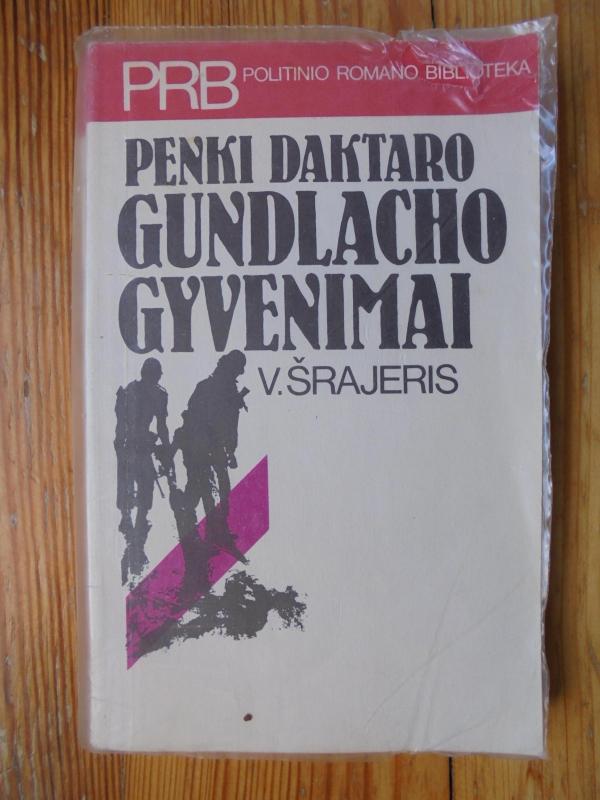 PRB POLITINIO ROMANO BIBLIOTEKA
PENKI DAKTARO
GUNDLACHO
GYVENIMAI
V. ŠRAJERIS